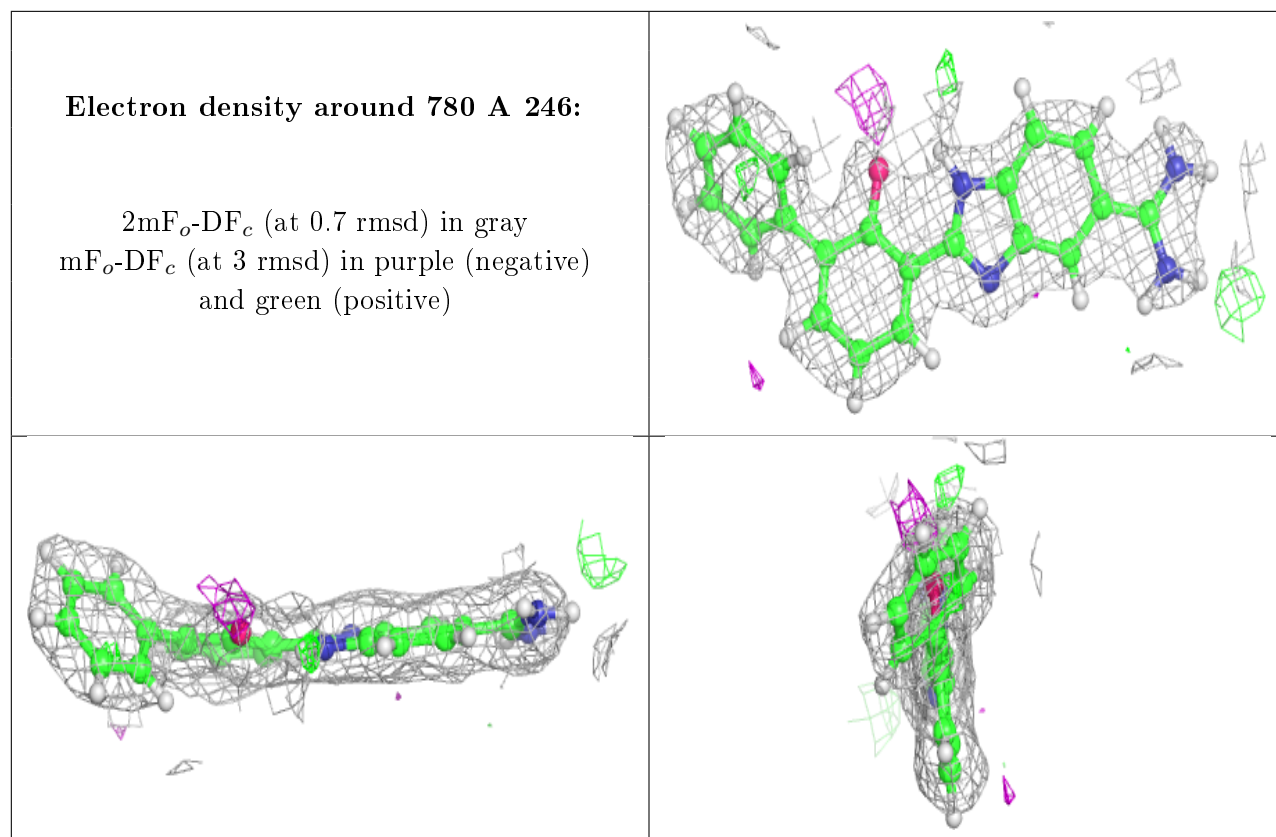 Electron density around 780 A 246:
2mFo-DFc (at 0.7 rmsd) in gray
mFo-DFc (at 3 rmsd) in purple (negative)
and green (positive)